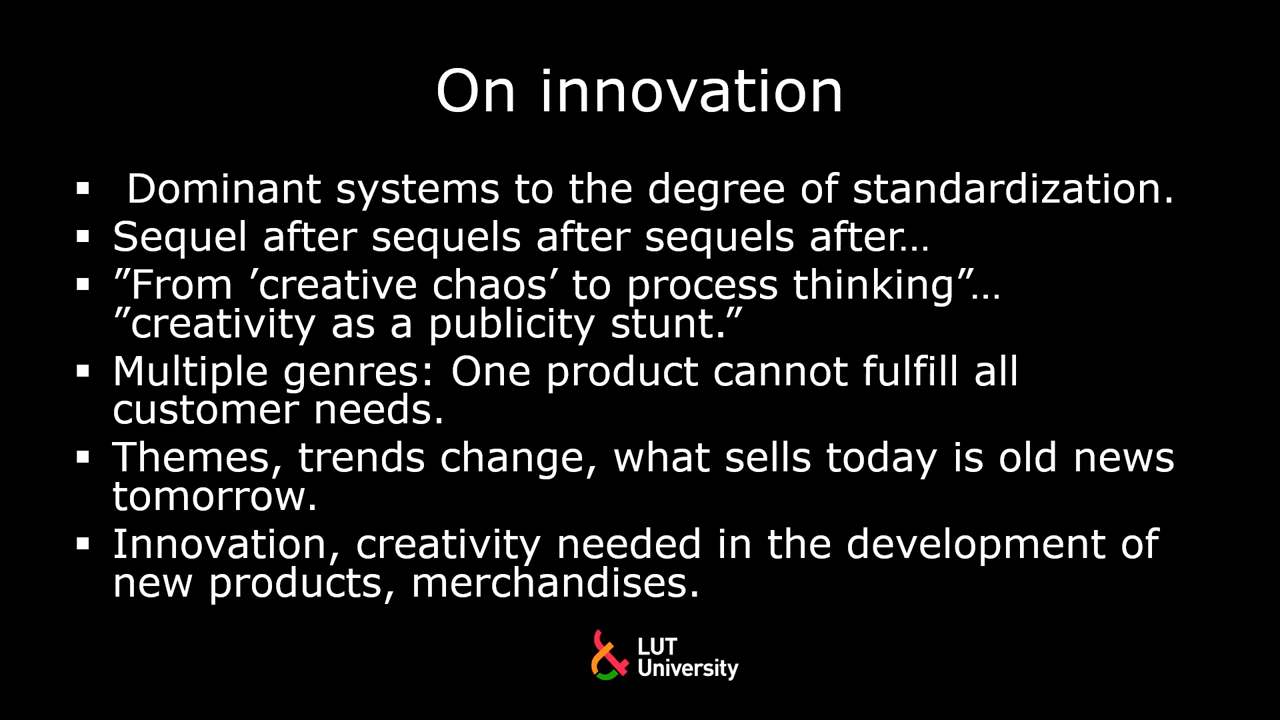 On innovation
▪ Dominant systems to the degree of standardization.
▪ Sequel after sequels after sequels after…
▪ ”From ’creative chaos’ to process thinking”…
”creativity as a publicity stunt.”
▪ Multiple genres: One product cannot fulfill all
customer needs.
▪ Themes, trends change, what sells today is old news
tomorrow.
▪ Innovation, creativity needed in the development of
new products, merchandises.
LUT
University